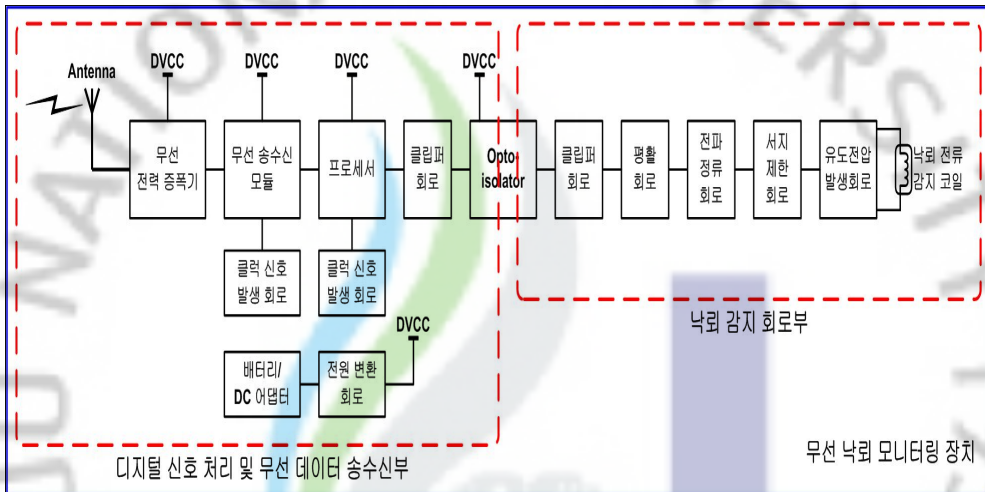 DVCC
DVCC
DVCC
DVCC
Antenna
무선
전력 증폭기
무선 송수신
모듈
프로세서
클립퍼
회로
Opto-
isolator
클립퍼
회로
평활
회로
전파
정류
회로
서지
제한
회로
유도전압
발생회로
낙뢰 전류
감지 코일
클럭 신호
발생 회로
클럭 신호
발생 회로
낙뢰 감지 회로부
DVCC
배터리/
DC 어댑터
전원 변환
회로
디지털 신호 처리 및 무선 데이터 송수신부
무선 낙뢰 모니터링 장치